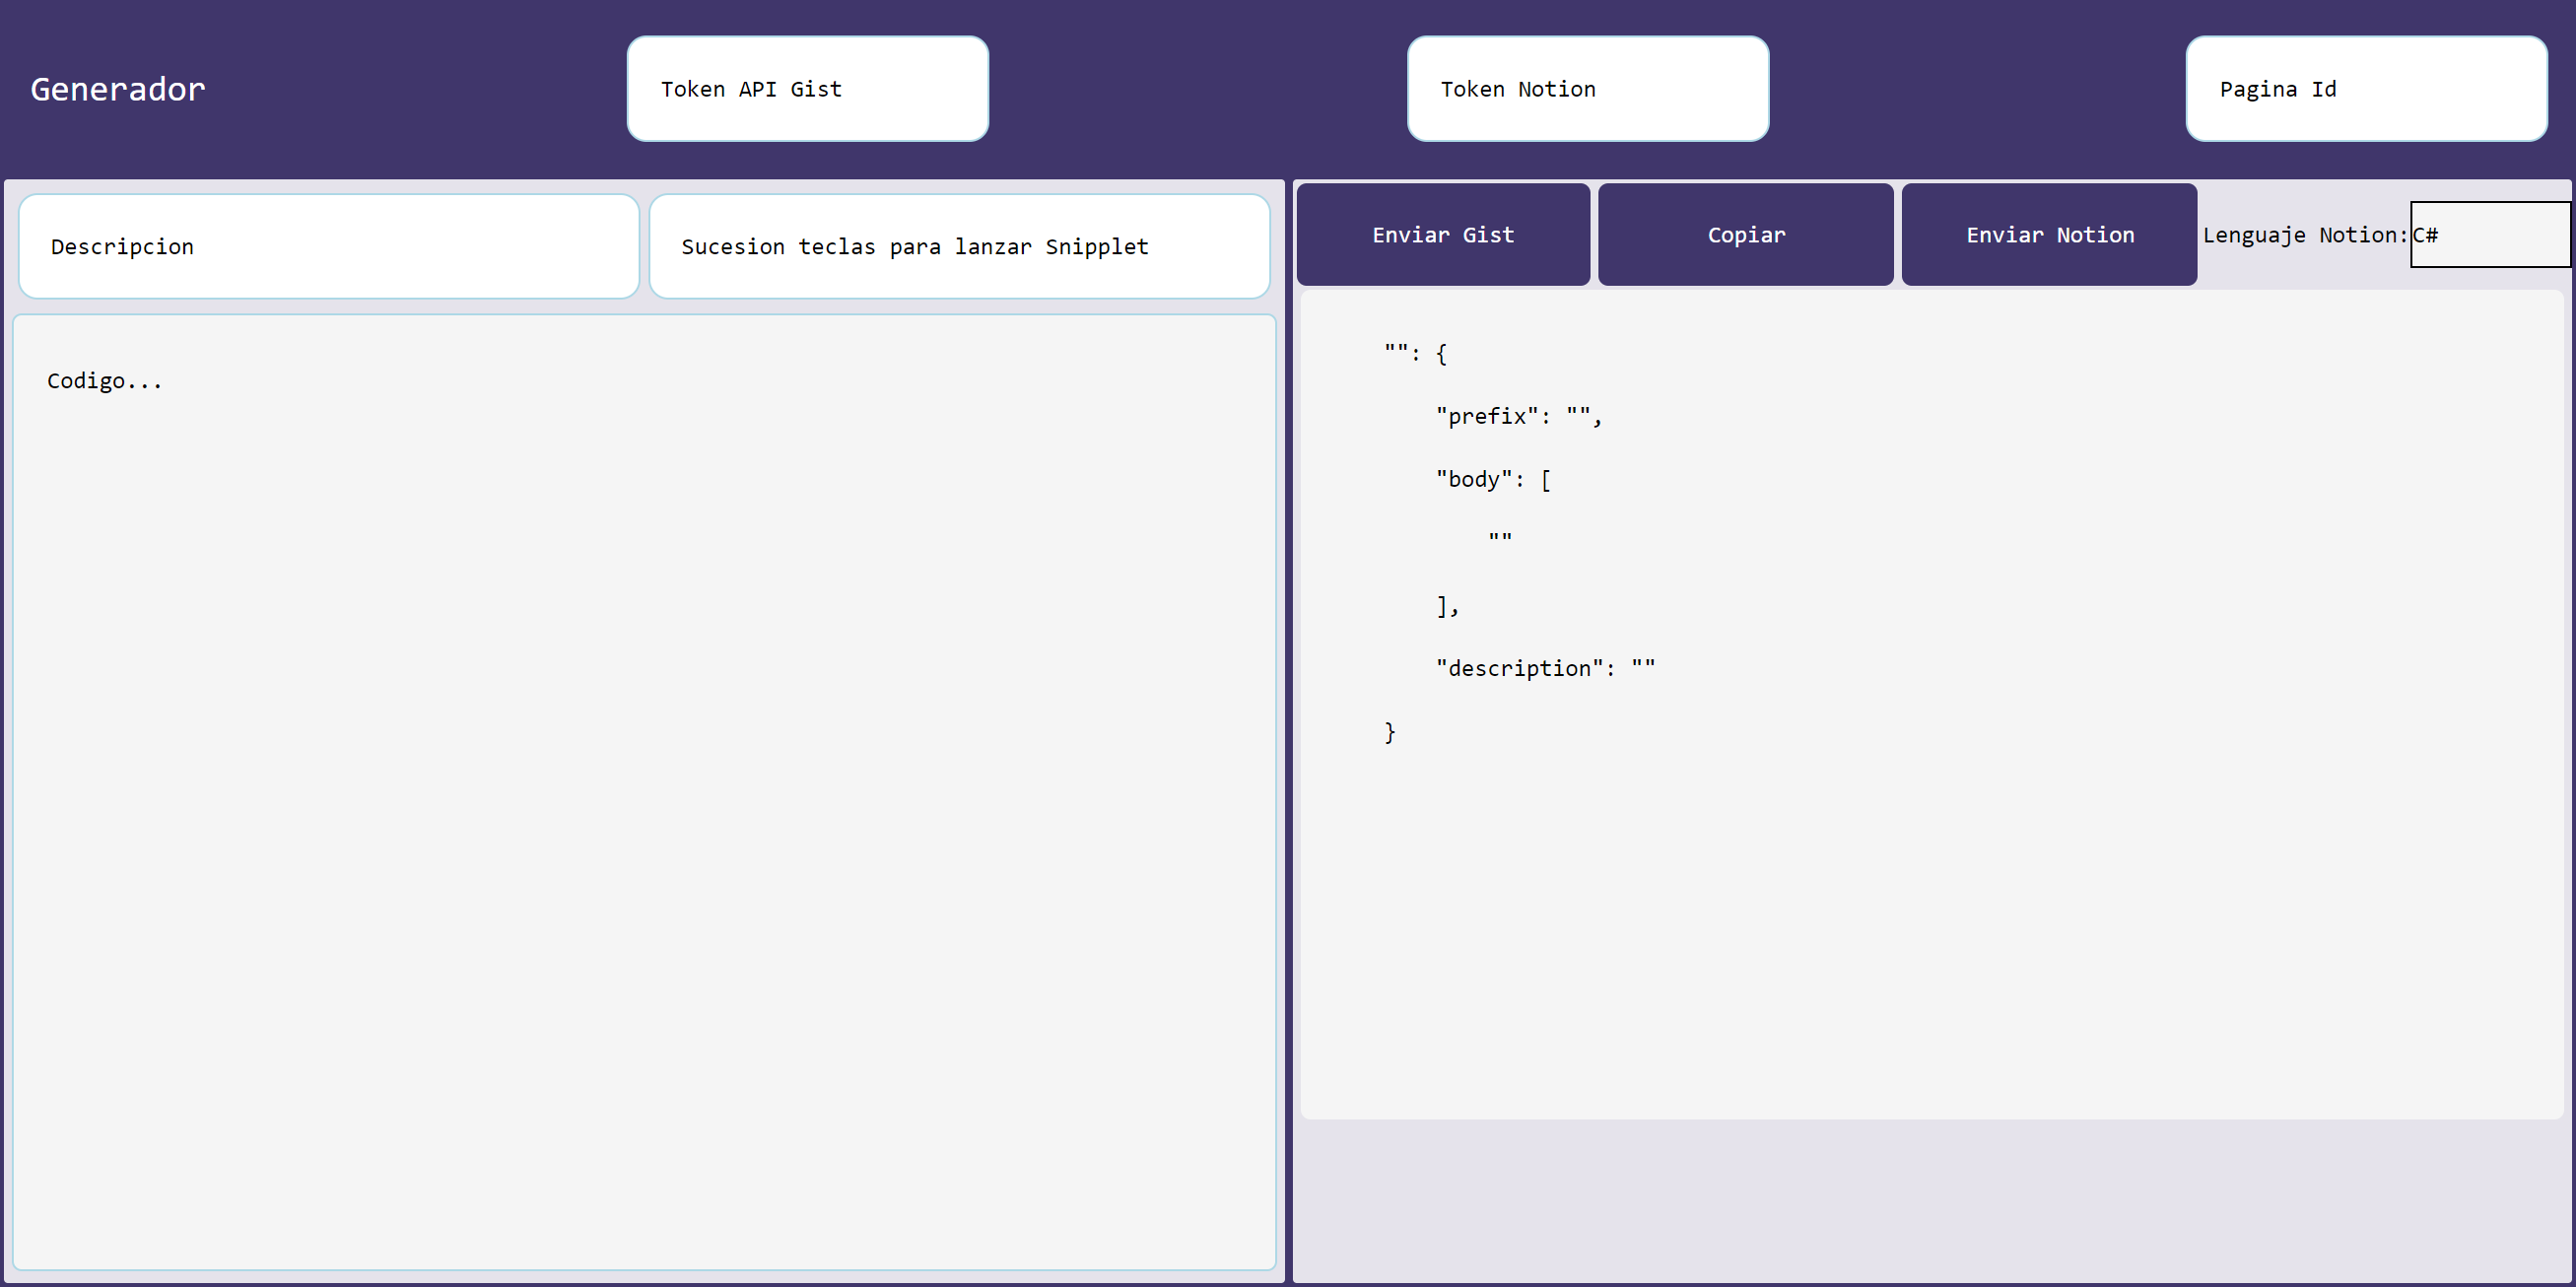 Generador
Token API Gist
Token Notion
Pagina Id
Descripcion
Sucesion teclas para lanzar Snipplet
Codigo...
Enviar Gist
Copiar
Enviar Notion
Lenguaje Notion:
C#
"": {
"prefix": "",
"body": [
""
],
"description": ""
}